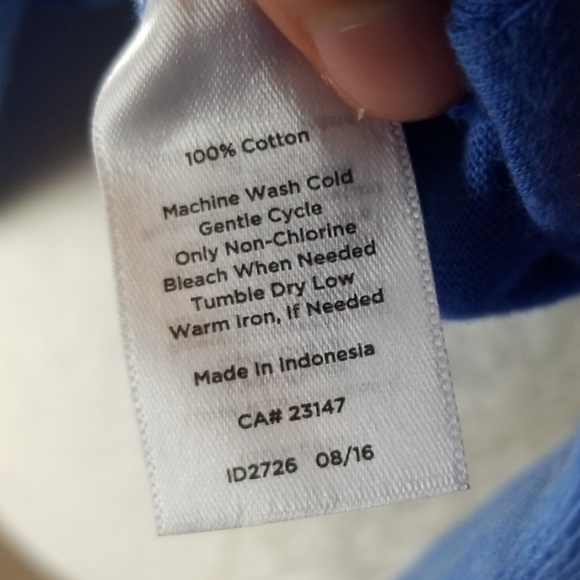 100% Cotton
Machine Wash Cold
Gentle Cycle
Only Non-Chlorine
Bleach When Needed
Tumble Dry Low
Warm Iron, If Needed
Made In Indonesia
CA# 23147
ID2726 08/16